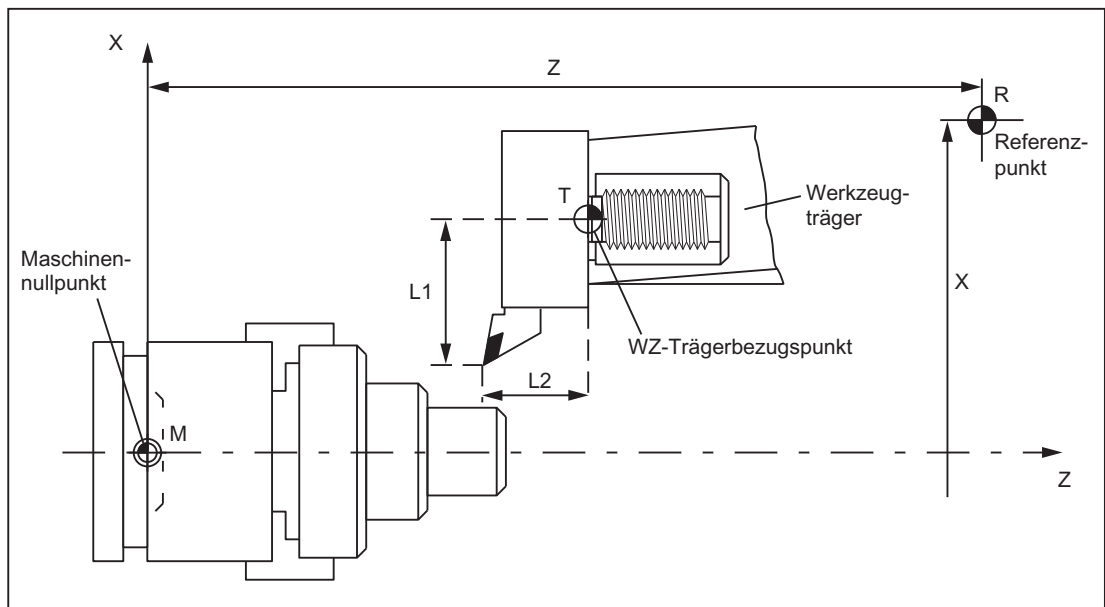 X
Z
R
Referenz-
punkt
T
Werkzeug-
träger
Maschinen-
nullpunkt
L1
X
WZ-Trägerbezugspunkt
L2
M
Z